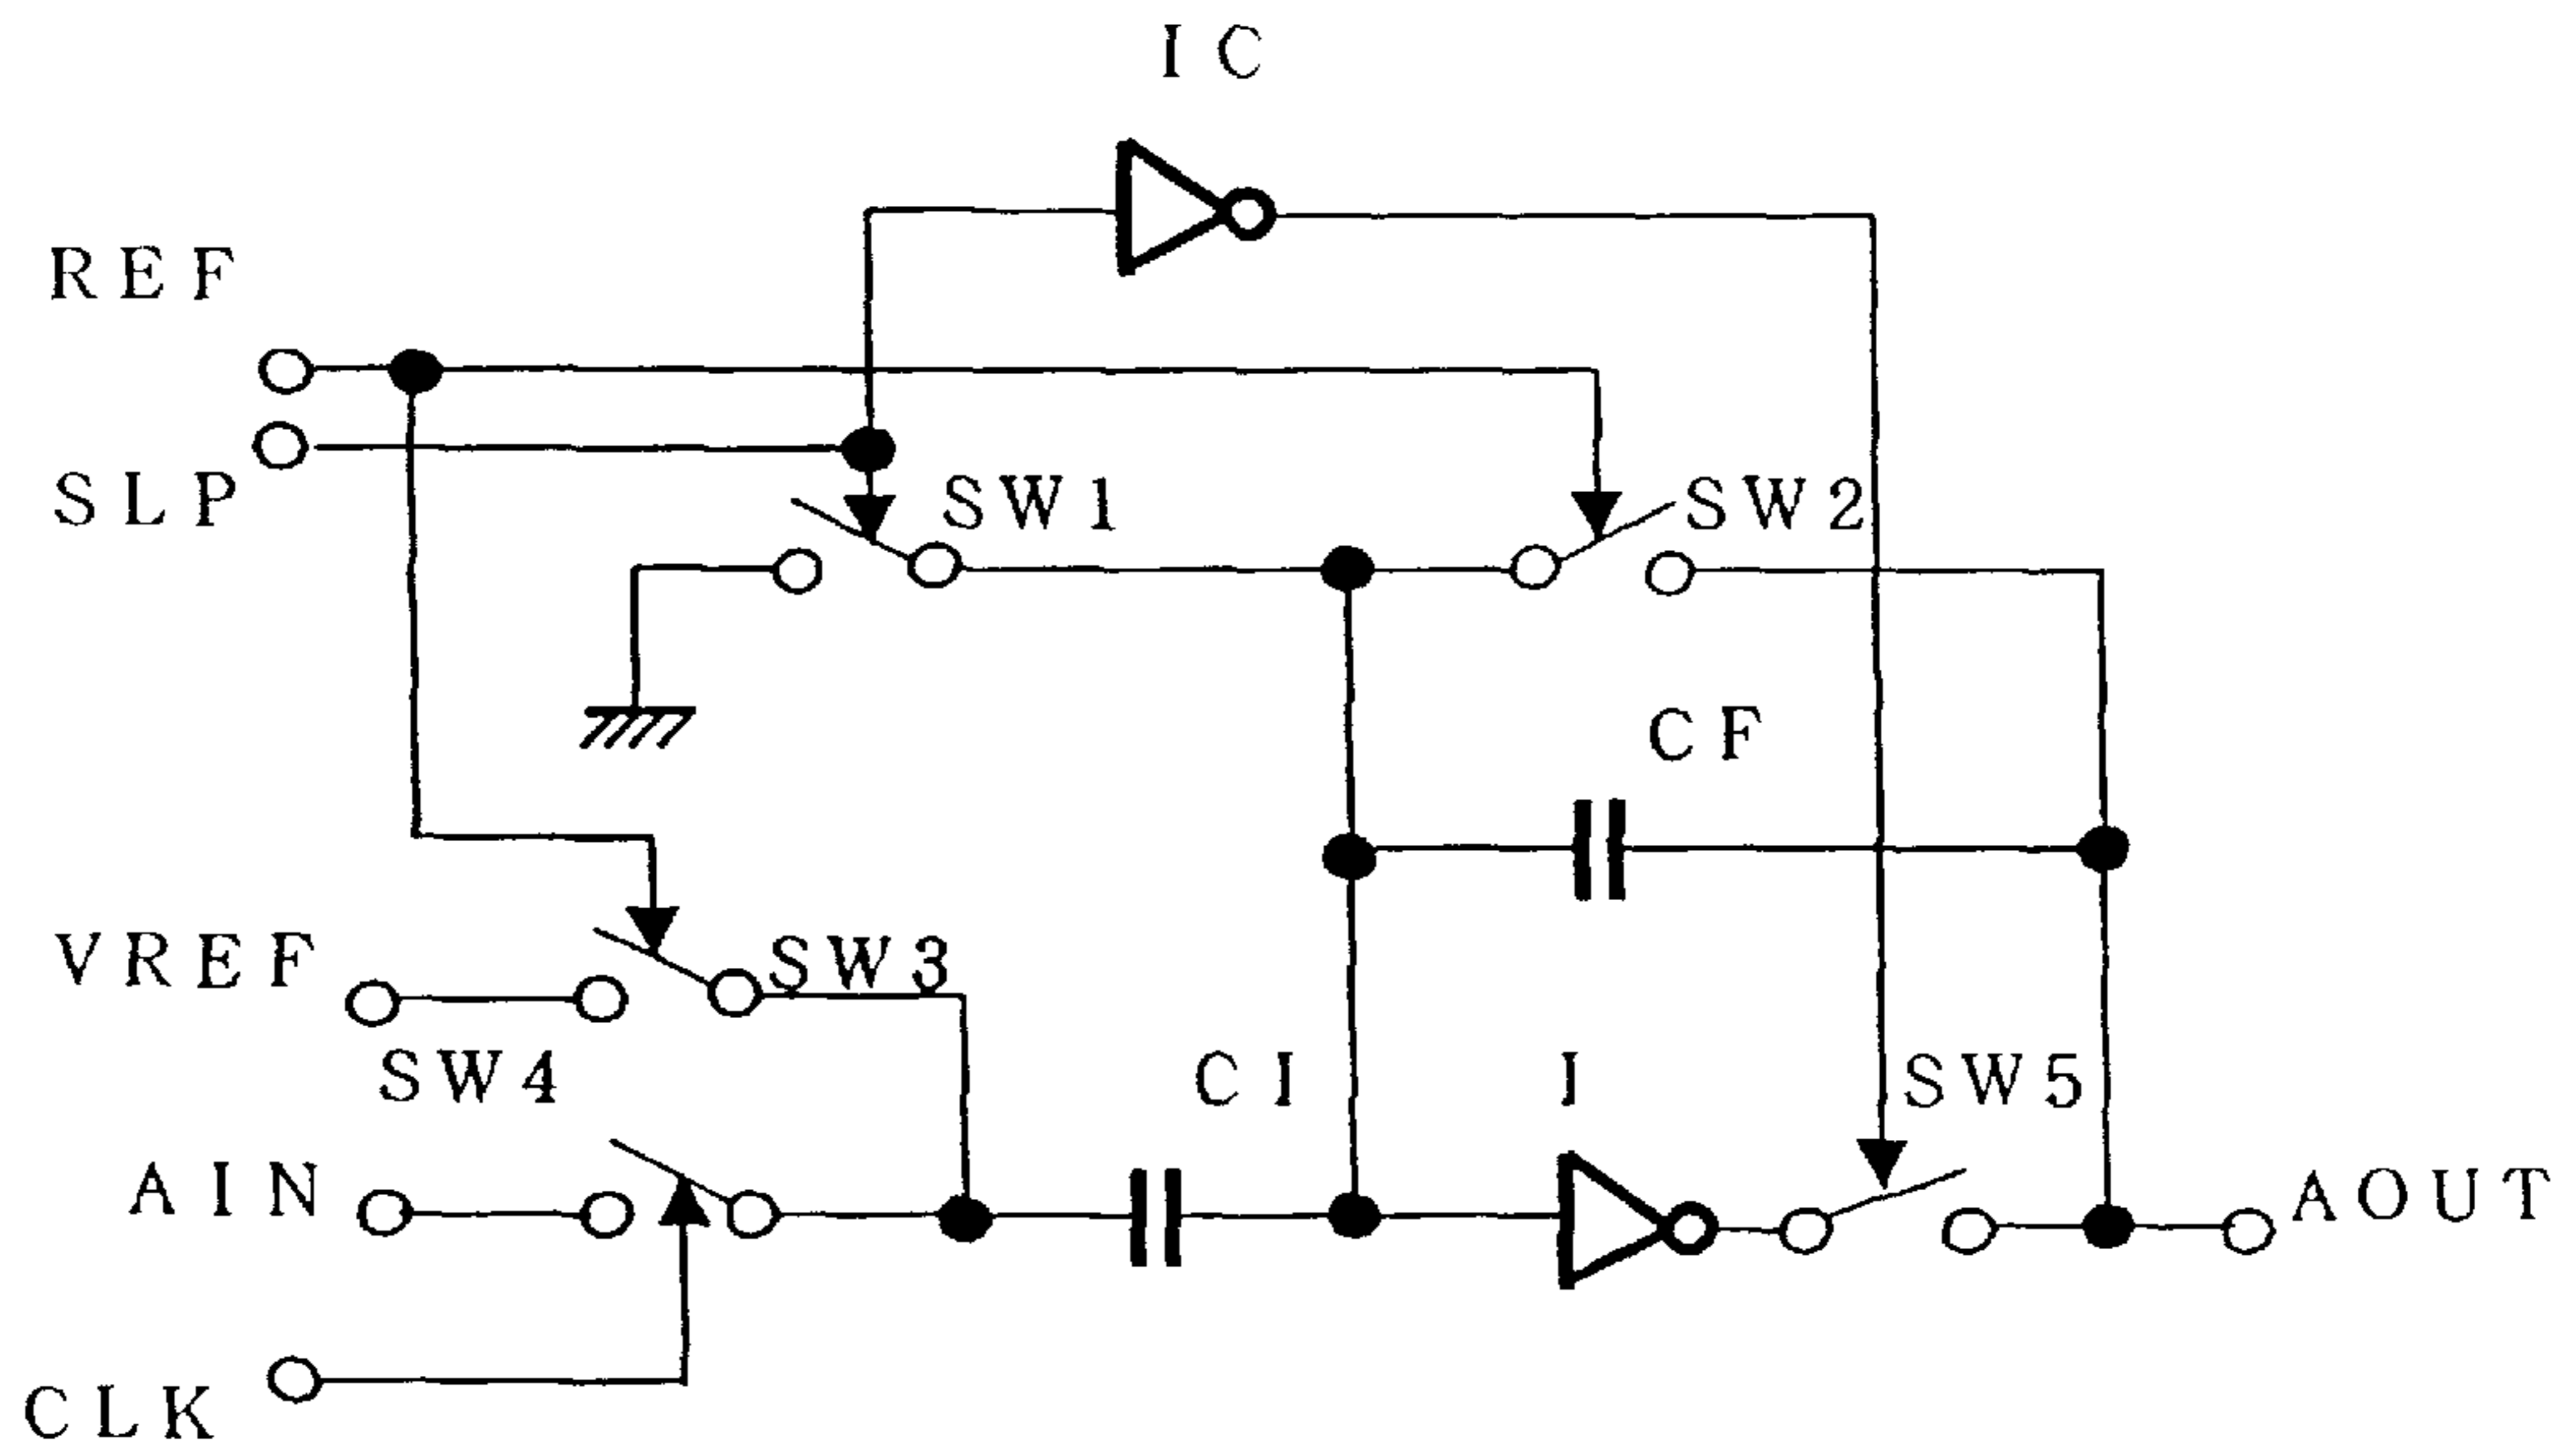 IC
REF
SLP
SW1
SW2
CF
VREF
SW3
SW4
CI
I
SW5
AIN
AOUT
CLK